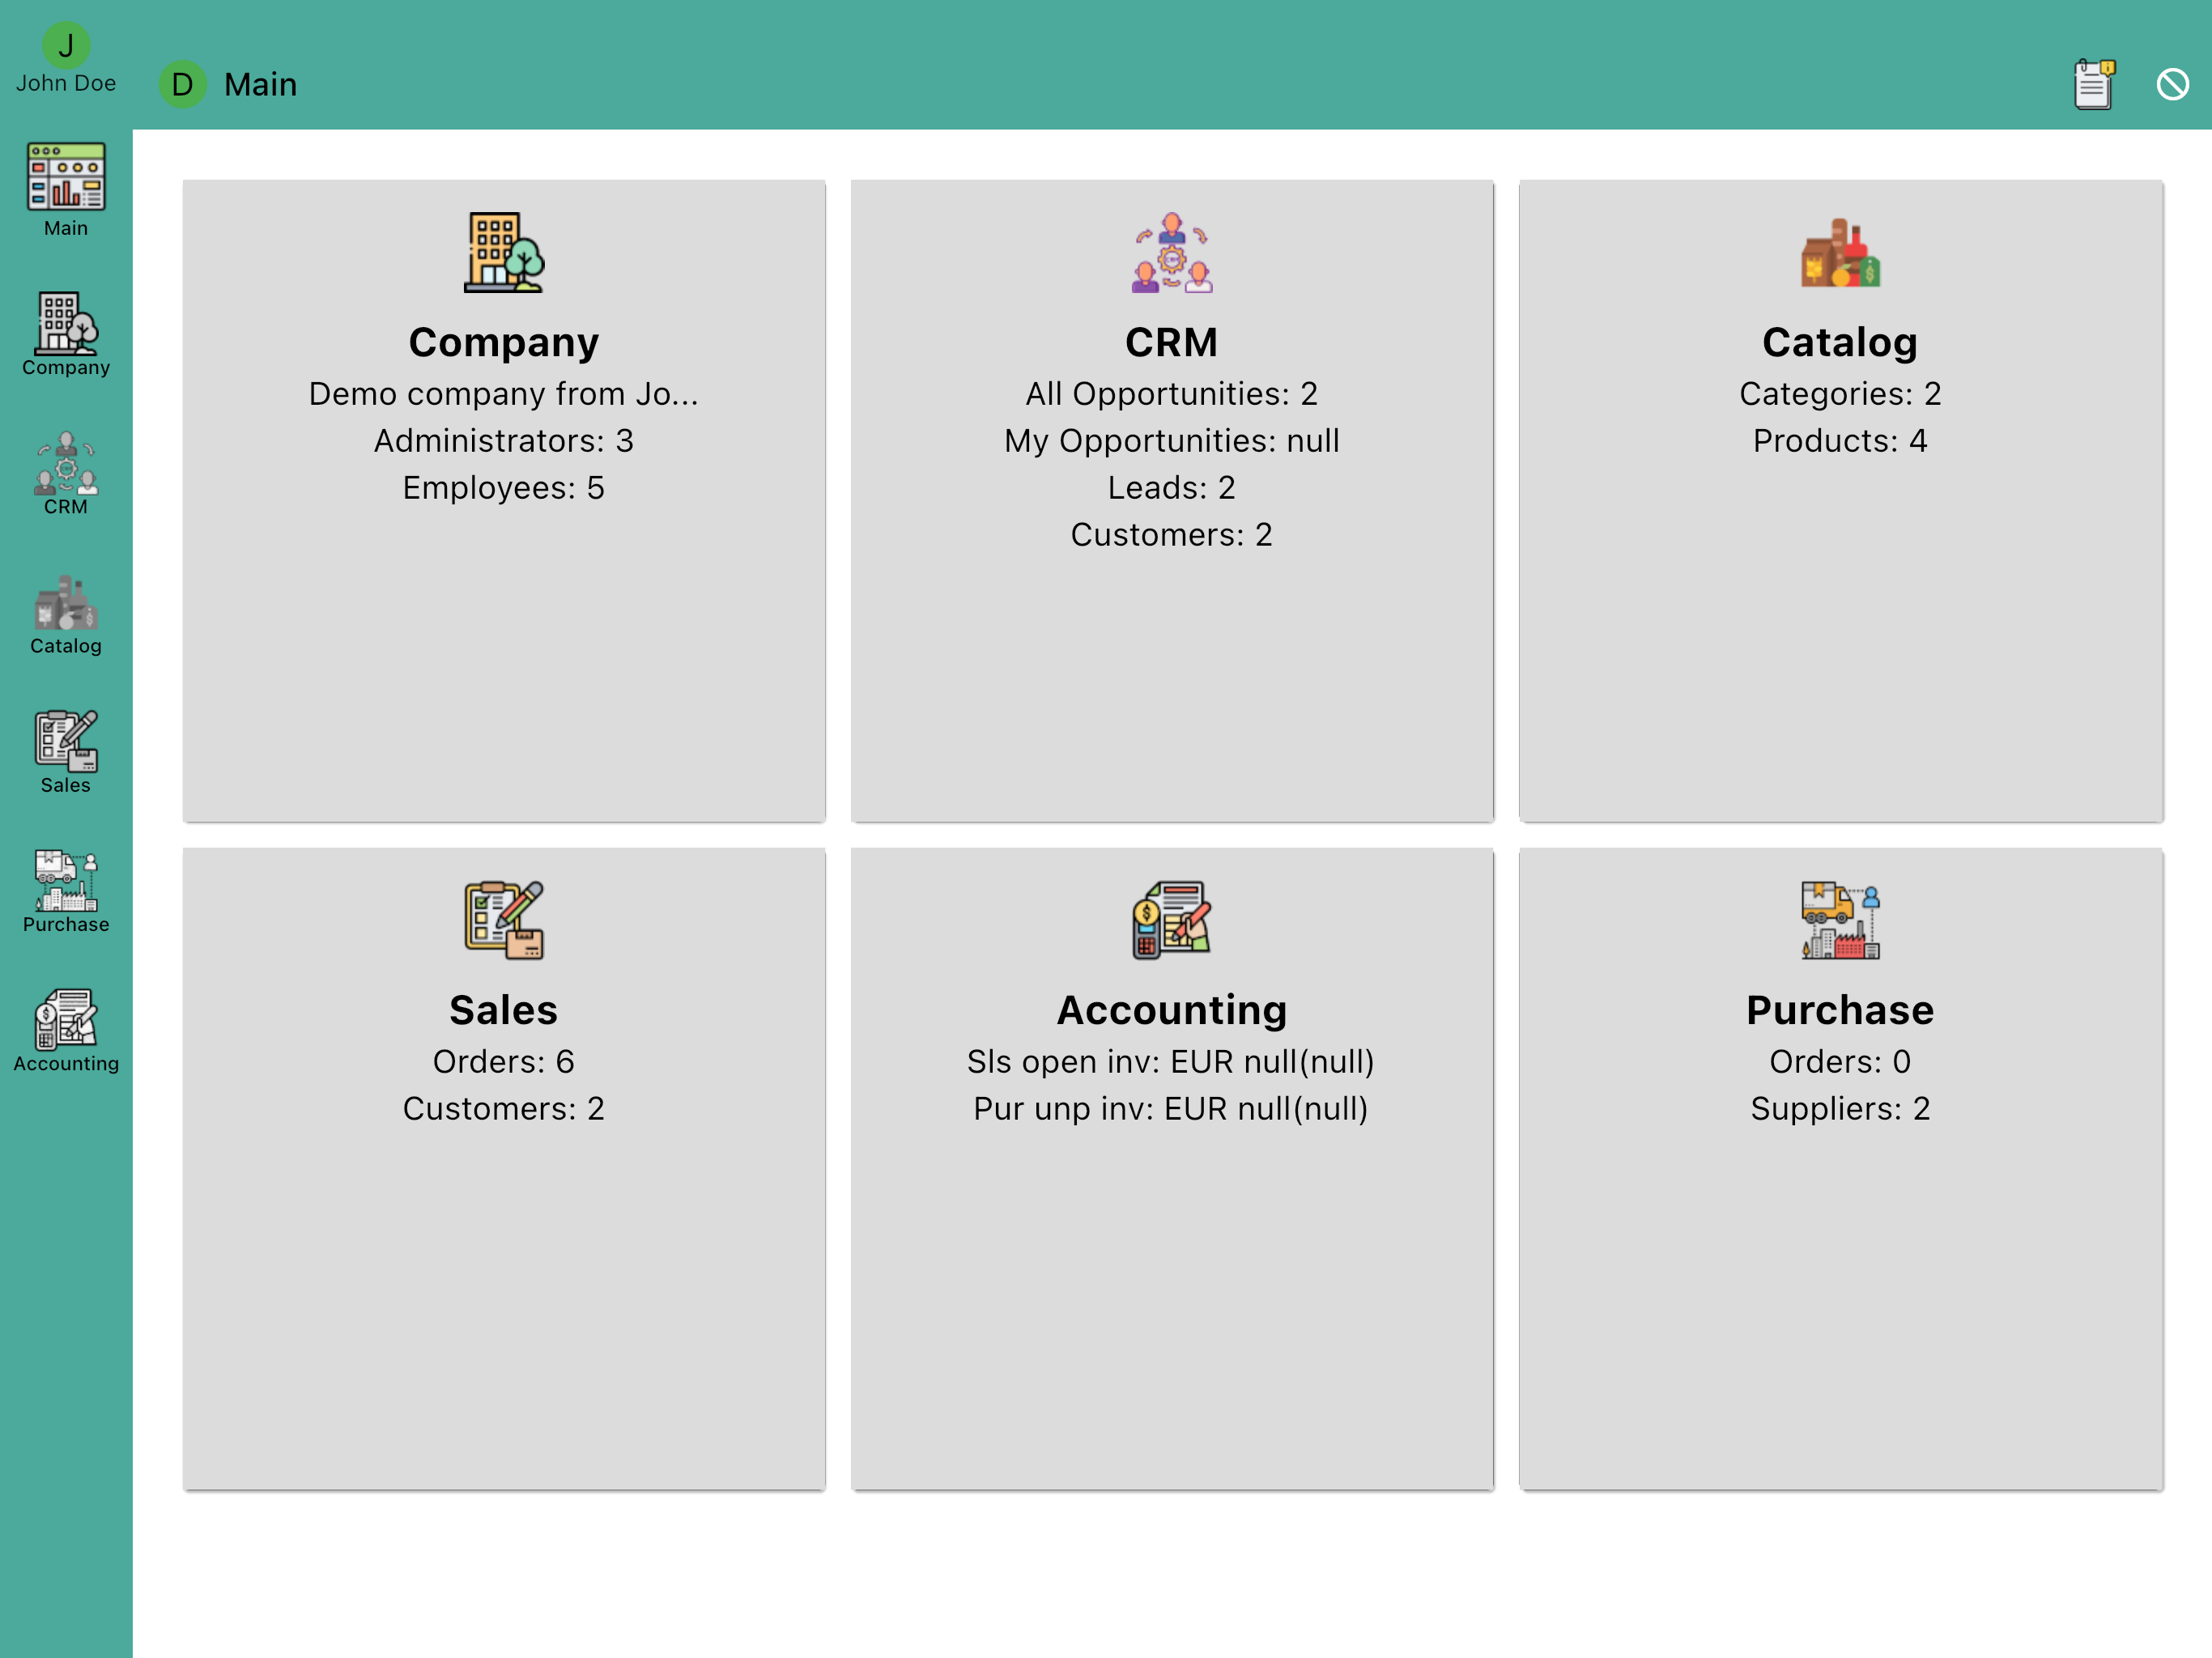 J
John Doe
D Main
Main
Company
CRM
Catalog
Sales
Purchase
Accounting
Company
Demo company from Jo...
Administrators: 3
Employees: 5
CRM
All Opportunities: 2
My Opportunities: null
Leads: 2
Customers: 2
Catalog
Categories: 2
Products: 4
Sales
Orders: 6
Customers: 2
Accounting
Sls open inv: EUR null(null)
Pur unp inv: EUR null(null)
Purchase
Orders: 0
Suppliers: 2